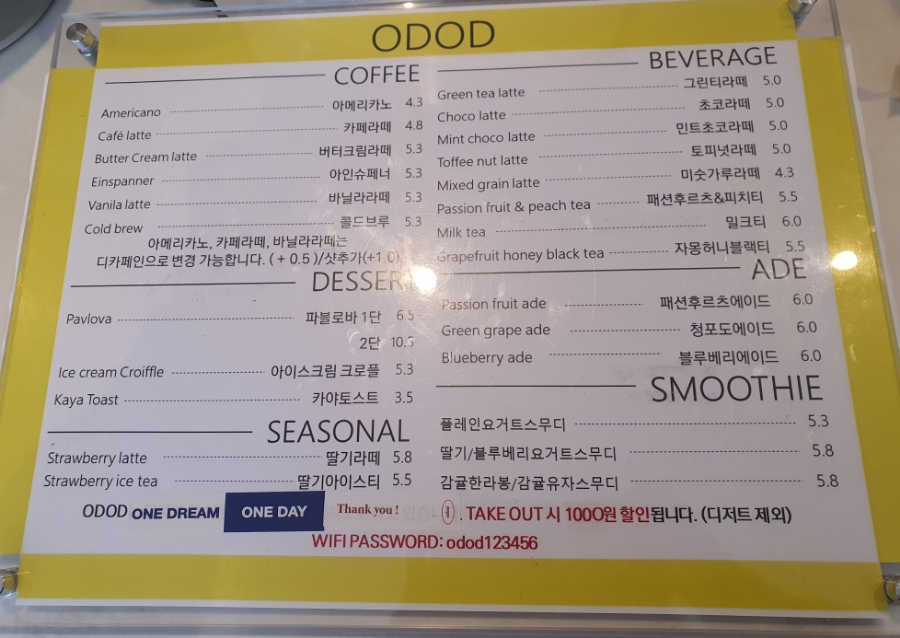 ODOD
COFFEE
Americano 아메리카노 4.3
Café latte 카페라떼 4.8
Butter Cream latte 버터크림라떼 5.3
Einspanner 아인슈페너 5.3
Vanila latte 바닐라라떼 5.3
Cold brew 콜드브루 5.3
아메리카노, 카페라떼, 바닐라라떼는
디카페인으로 변경 가능합니다. ( + 0.5 )/샷추가(+1.0)
DESSERT
Pavlova 파블로바 1단 6.5
2단 10.5
Ice cream Croiffle 아이스크림 크로플 5.3
Kaya Toast 카야토스트 3.5
SEASONAL
Strawberry latte 딸기라떼 5.8
Strawberry ice tea 딸기아이스티 5.5
BEVERAGE
Green tea latte 그린티라떼 5.0
Choco latte 초코라떼 5.0
Mint choco latte 민트초코라떼 5.0
Toffee nut latte 토피넛라떼 5.0
Mixed grain latte 미숫가루라떼 4.3
Passion fruit & peach tea 패션후르츠&피치티 5.5
Milk tea 밀크티 6.0
Grapefruit honey black tea 자몽허니블랙티 5.5
ADE
Passion fruit ade 패션후르츠에이드 6.0
Green grape ade 청포도에이드 6.0
Blueberry ade 블루베리에이드 6.0
SMOOTHIE
플레인요거트스무디 5.3
딸기/블루베리요거트스무디 5.8
감귤한라봉/감귤유자스무디 5.8
ODOD ONE DREAM ONE DAY Thank you ! . TAKE OUT 시 1000원 할인됩니다. (디저트 제외)
WIFI PASSWORD: odod123456